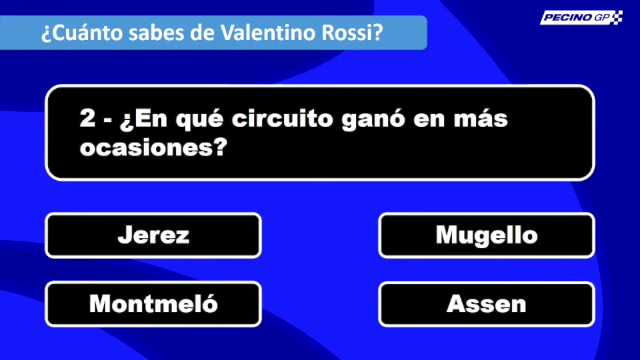 PECINO GP
¿Cuánto sabes de Valentino Rossi?
2 - ¿En qué circuito ganó en más
ocasiones?
Jerez
Mugello
Montmeló
Assen